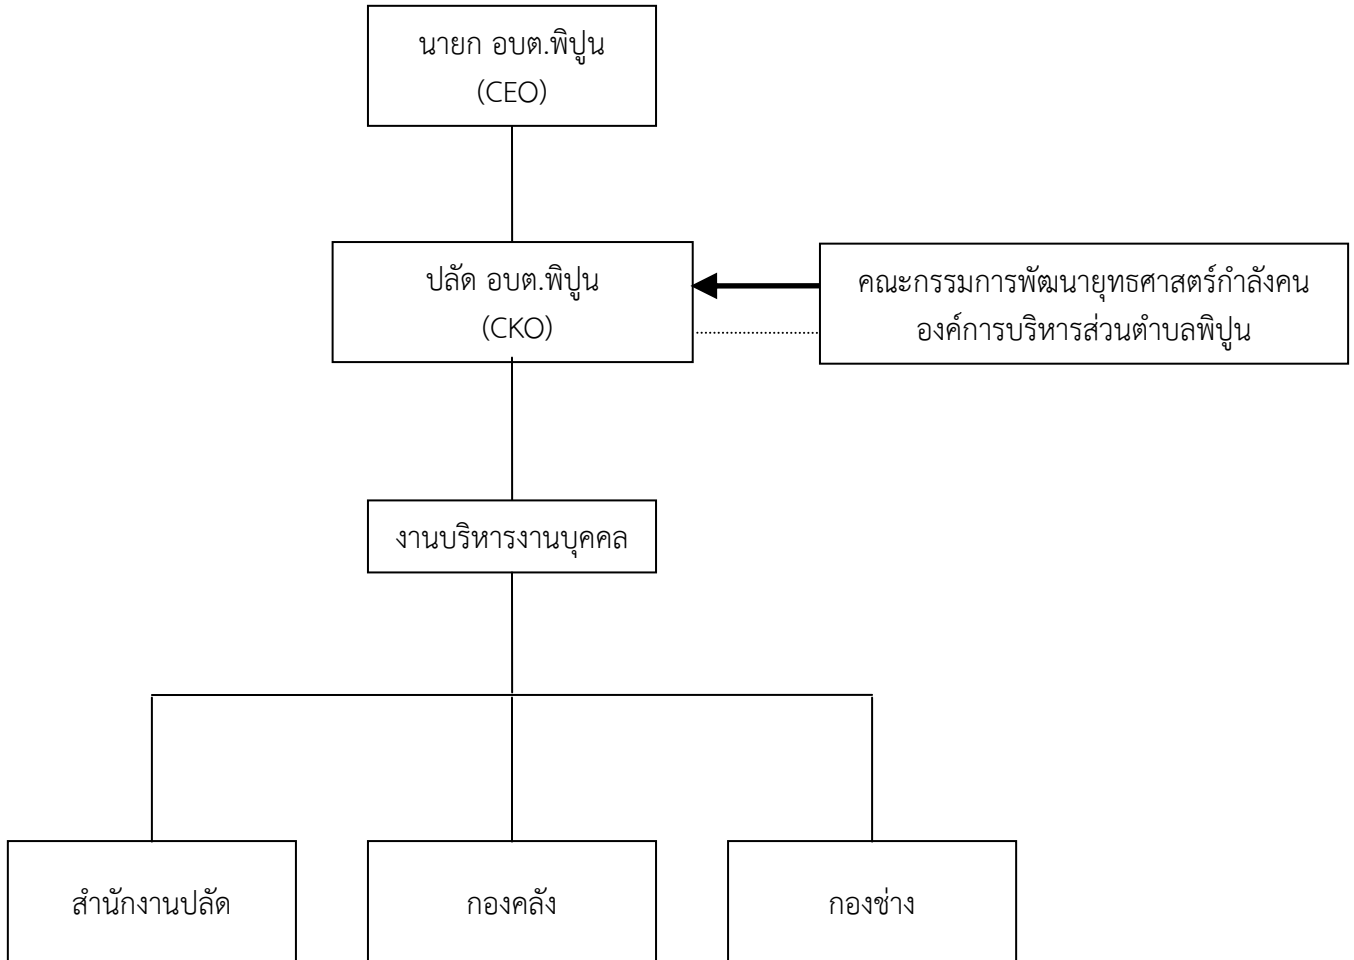 นายก อบต.พิปูน
(CEO)
ปลัด อบต.พิปูน
(CKO)
คณะกรรมการพัฒนายุทธศาสตร์กำลังคน
องค์การบริหารส่วนตำบลพิปูน
งานบริหารงานบุคคล
สำนักงานปลัด
กองคลัง
กองช่าง